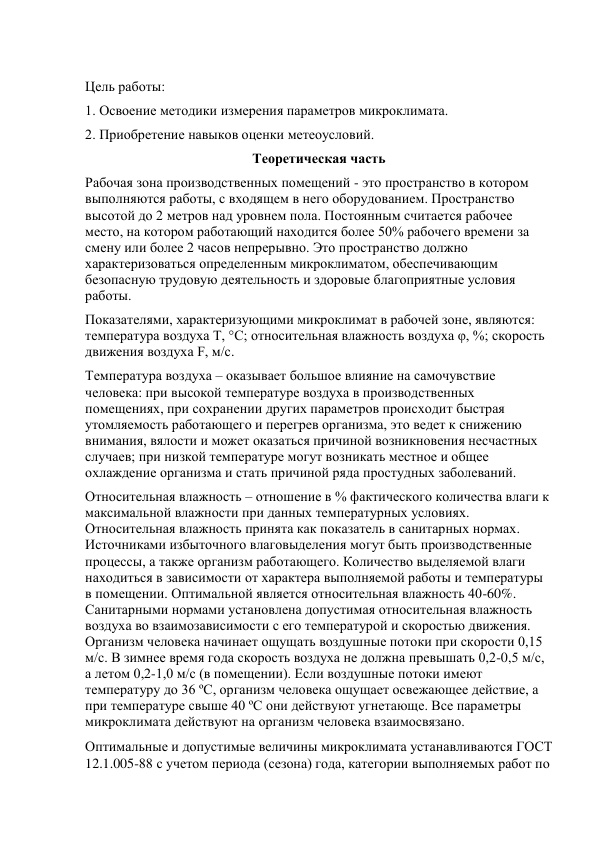 Цель работы:
1. Освоение методики измерения параметров микроклимата.
2. Приобретение навыков оценки метеоусловий.
Теоретическая часть
Рабочая зона производственных помещений - это пространство в котором
выполняются работы, с входящем в него оборудованием. Пространство
высотой до 2 метров над уровнем пола. Постоянным считается рабочее
место, на котором работающий находится более 50% рабочего времени за
смену или более 2 часов непрерывно. Это пространство должно
характеризоваться определенным микроклиматом, обеспечивающим
безопасную трудовую деятельность и здоровые благоприятные условия
работы.
Показателями, характеризующими микроклимат в рабочей зоне, являются:
температура воздуха T, °C; относительная влажность воздуха φ, %; скорость
движения воздуха F, м/с.
Температура воздуха – оказывает большое влияние на самочувствие
человека: при высокой температуре воздуха в производственных
помещениях, при сохранении других параметров происходит быстрая
утомляемость работающего и перегрев организма, это ведет к снижению
внимания, вялости и может оказаться причиной возникновения несчастных
случаев; при низкой температуре могут возникать местное и общее
охлаждение организма и стать причиной ряда простудных заболеваний.
Относительная влажность – отношение в % фактического количества влаги к
максимальной влажности при данных температурных условиях.
Относительная влажность принята как показатель в санитарных нормах.
Источниками избыточного влаговыделения могут быть производственные
процессы, а также организм работающего. Количество выделяемой влаги
находиться в зависимости от характера выполняемой работы и температуры
в помещении. Оптимальной является относительная влажность 40-60%.
Санитарными нормами установлена допустимая относительная влажность
воздуха во взаимозависимости с его температурой и скоростью движения.
Организм человека начинает ощущать воздушные потоки при скорости 0,15
м/с. В зимнее время года скорость воздуха не должна превышать 0,2-0,5 м/с,
а летом 0,2-1,0 м/с (в помещении). Если воздушные потоки имеют
температуру до 36 ºС, организм человека ощущает освежающее действие, а
при температуре свыше 40 ºС они действуют угнетающе. Все параметры
микроклимата действуют на организм человека взаимосвязано.
Оптимальные и допустимые величины микроклимата устанавливаются ГОСТ
12.1.005-88 с учетом периода (сезона) года, категории выполняемых работ по